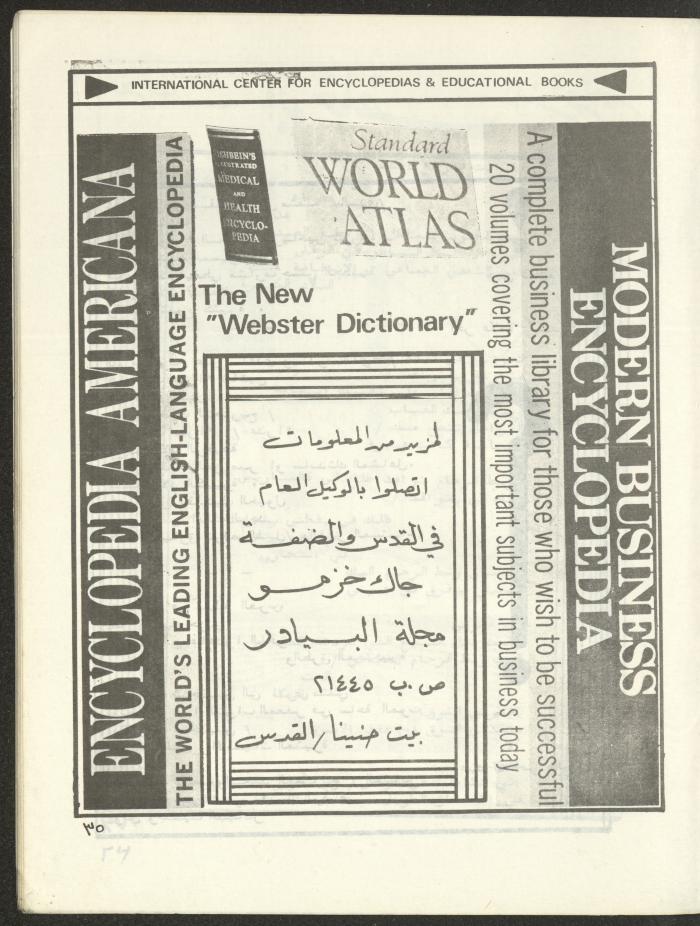 INTERNATIONAL CENTER FOR ENCYCLOPEDIAS & EDUCATIONAL BOOKS
ENCYCLOPEDIA AMERICANA
THE WORLD'S LEADING ENGLISH-LANGUAGE ENCYCLOPEDIA
MEDICAL
AND
HEALTH
ENCYCLO-
PEDIA
Standard
WORLD
ATLAS
The New
"Webster Dictionary"
لمزيد من المعلومات
اتصلوا بالوكيل العام
في القدس والضفة
جاك خزمو
مجلة البيادر
ص.ب ٢١٤٤٥
بيت حنينا/القدس
A complete business library for those who wish to be successful
20 volumes covering the most important subjects in business today
MODERN BUSINESS
ENCYCLOPEDIA
٣٥